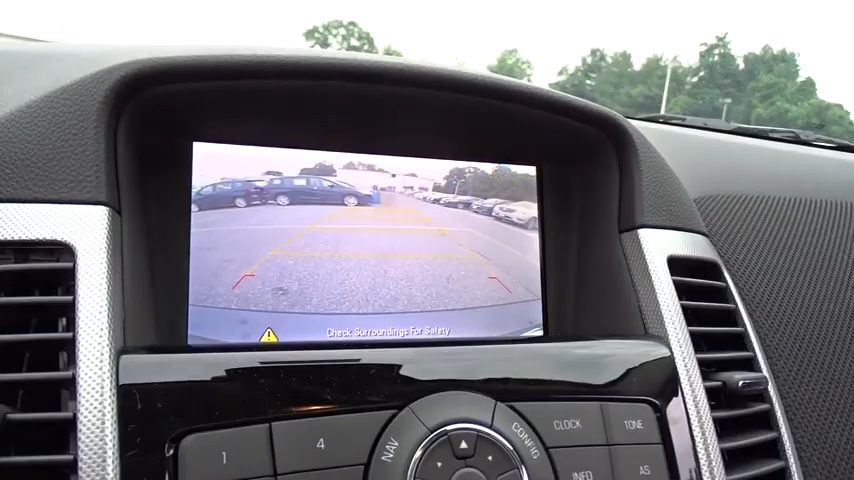 Check Surroundings For Safety
NAV
CONFIG
CLOCK
TONE
1
4
INFO
AS